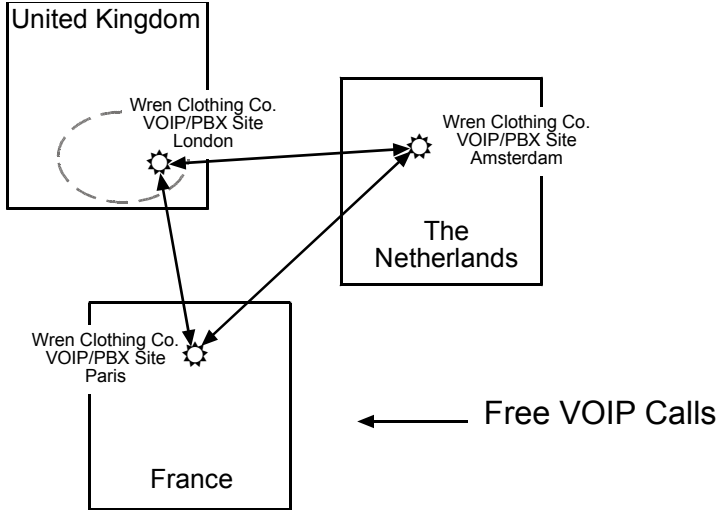 United Kingdom
Wren Clothing Co.
VOIP/PBX Site
London
Wren Clothing Co.
VOIP/PBX Site
Amsterdam
The
Netherlands
Wren Clothing Co.
VOIP/PBX Site
Paris
Free VOIP Calls
France